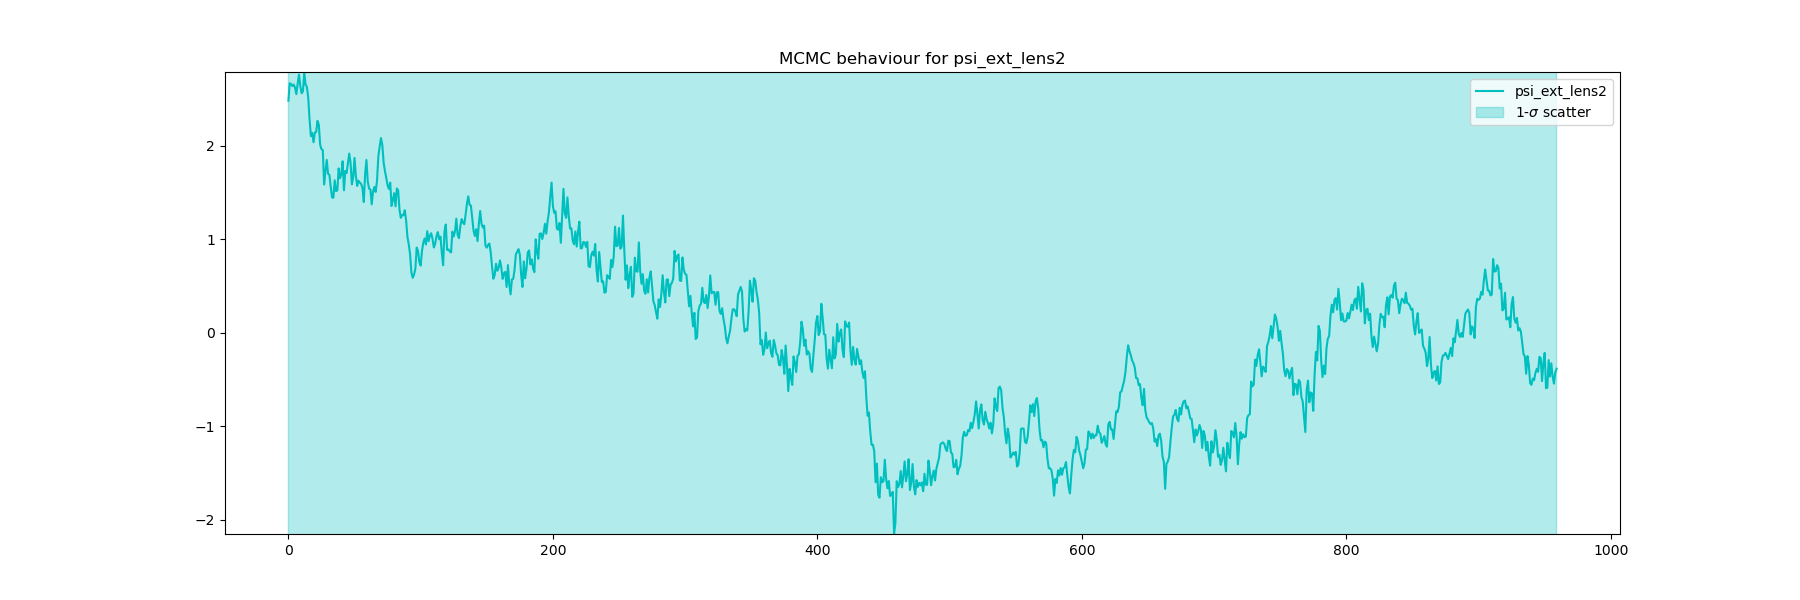 MCMC behaviour for psi_ext_lens2
psi_ext_lens2
1-σ scatter
2
1
0
−1
−2
0 200 400 600 800 1000